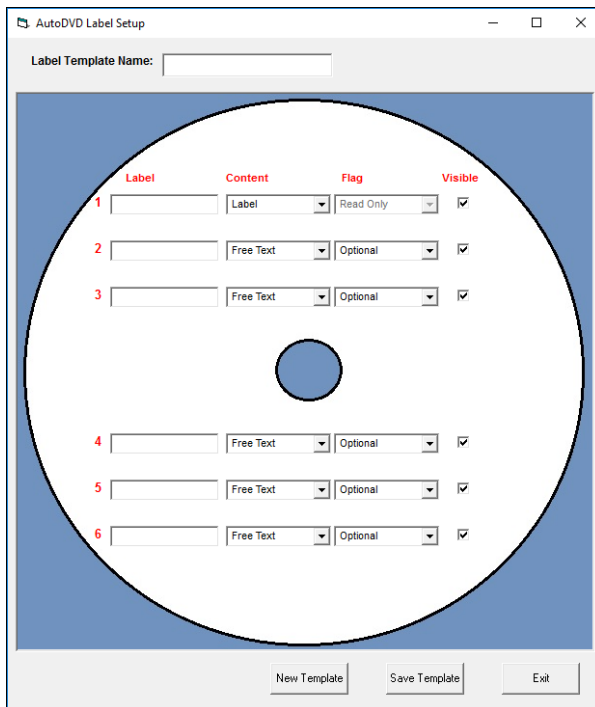 AutoDVD Label Setup
Label Template Name:
Label Content Flag Visible
1 Label Read Only
2 Free Text Optional
3 Free Text Optional
4 Free Text Optional
5 Free Text Optional
6 Free Text Optional
New Template Save Template Exit